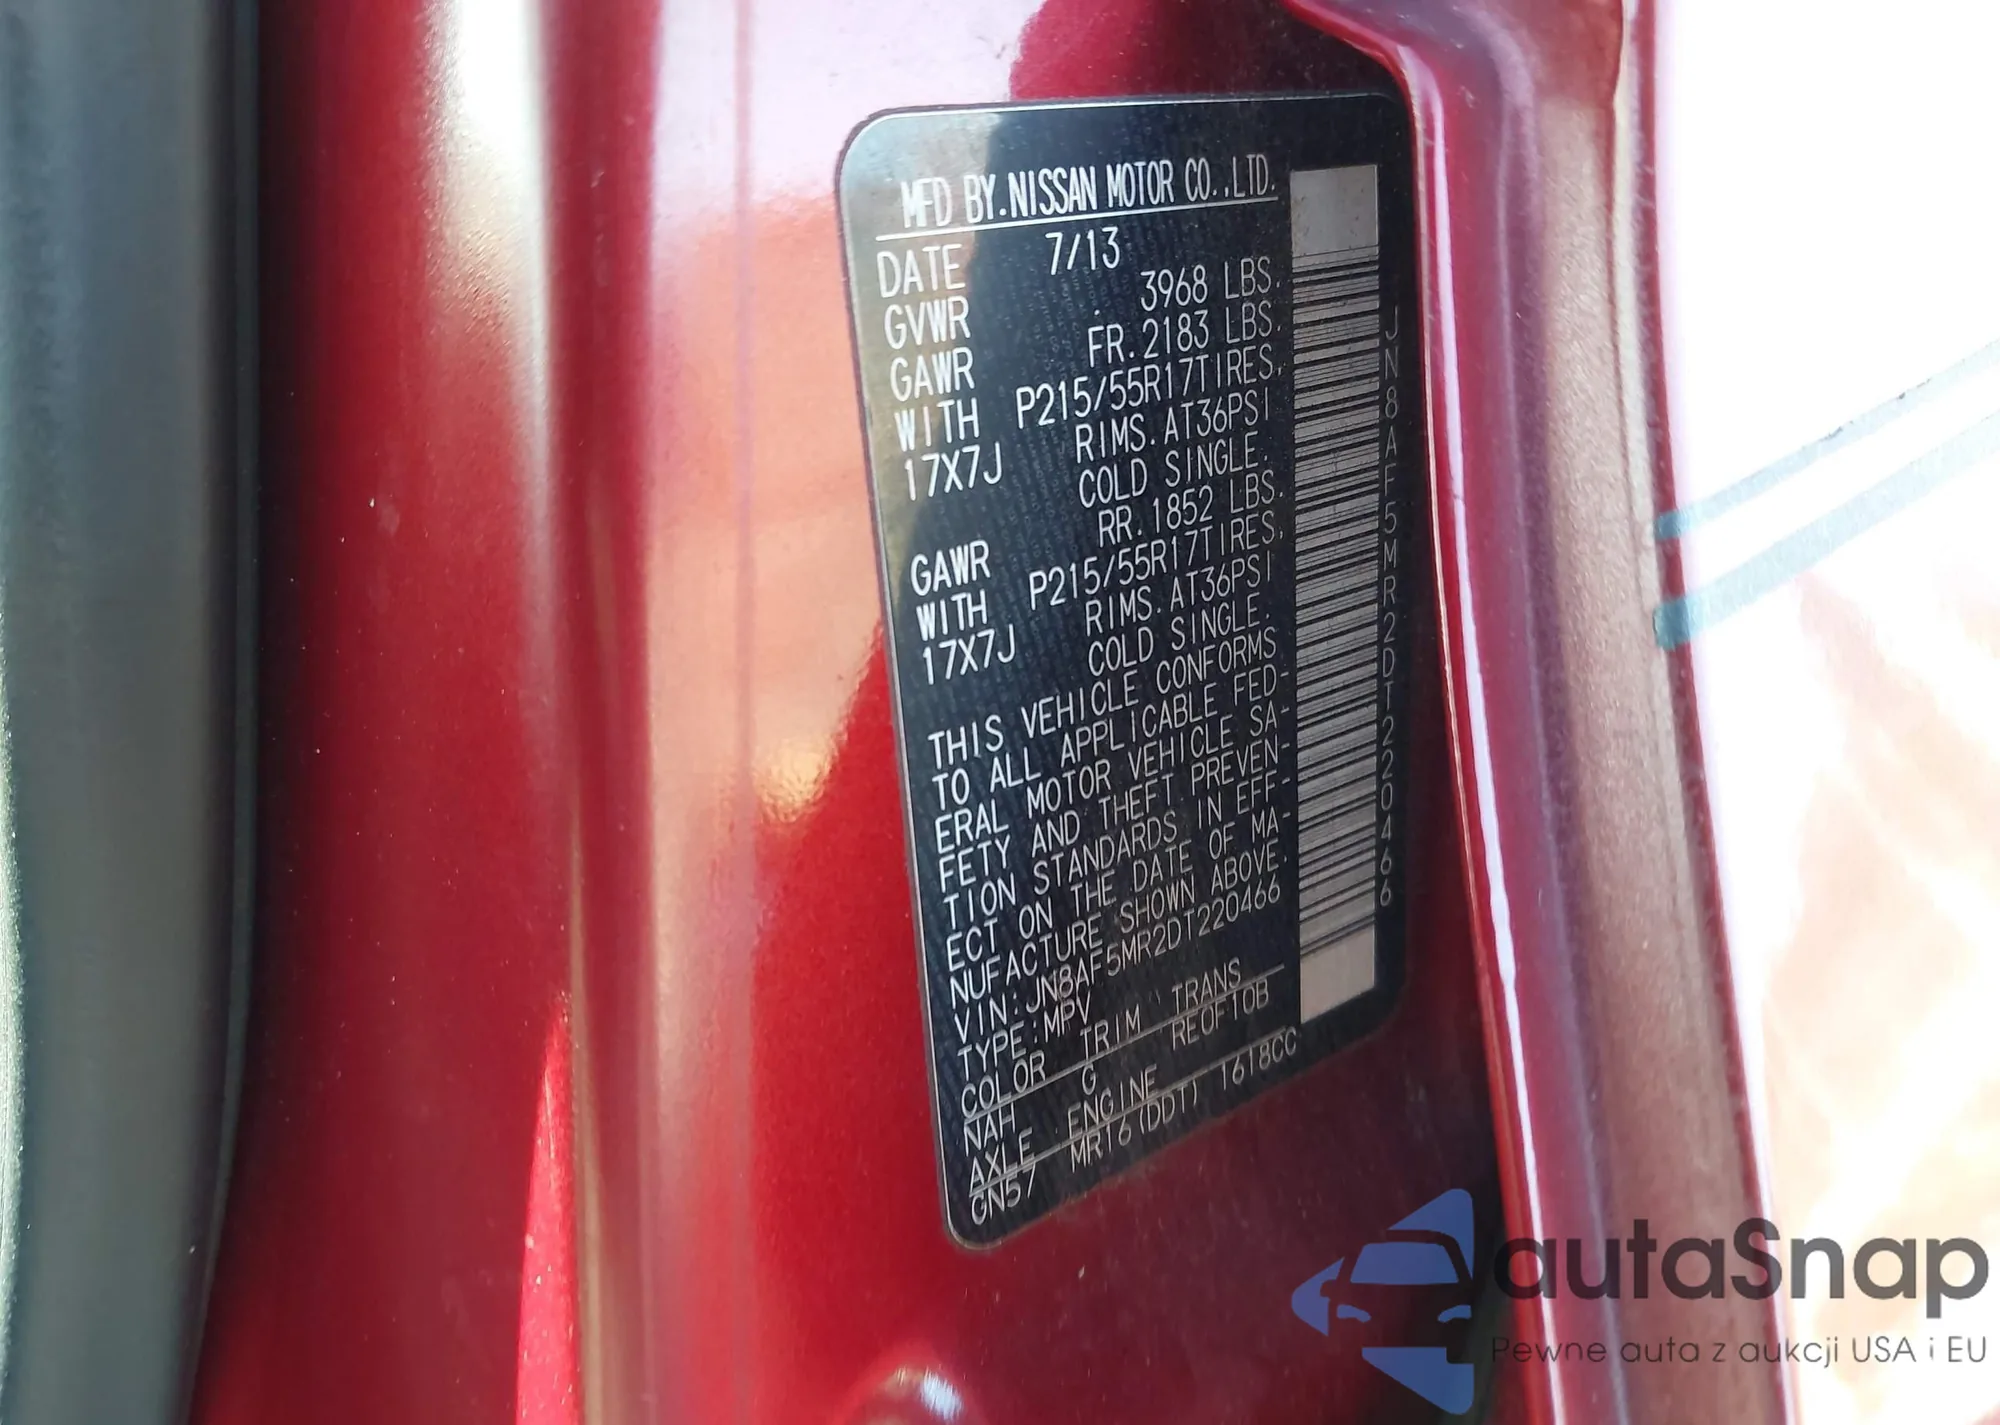 MFD BY.NISSAN MOTOR CO.,LTD.
DATE 7/13
GVWR 3968 LBS.
GAWR FR.2183 LBS.
WITH P215/55R17TIRES,
17X7J RIMS.AT36PSI
COLD SINGLE.
GAWR RR.1852 LBS.
WITH P215/55R17TIRES,
17X7J RIMS.AT36PSI
COLD SINGLE.
THIS VEHICLE CONFORMS
TO ALL APPLICABLE FED-
ERAL MOTOR VEHICLE SA-
FETY AND THEFT PREVEN-
TION STANDARDS IN EFF-
ECT ON THE DATE OF MA-
NUFACTURE SHOWN ABOVE.
VIN:JN8AF5MR2DT220466
TYPE:MPV
COLOR TRIM TRANS
NAH G REOF10B
AXLE ENGINE
GN57 MR16(DDT) 1618CC
JN8AF5MR2DT220466
autaSnap
Pewne auta z aukcji USA i EU